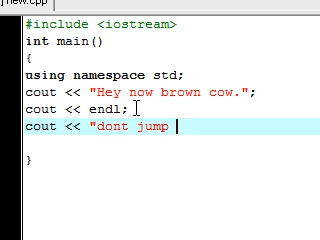 new.cpp
#include <iostream>
int main()
{
using namespace std;
cout << "Hey now brown cow.";
cout << endl;
cout << "dont jump
}